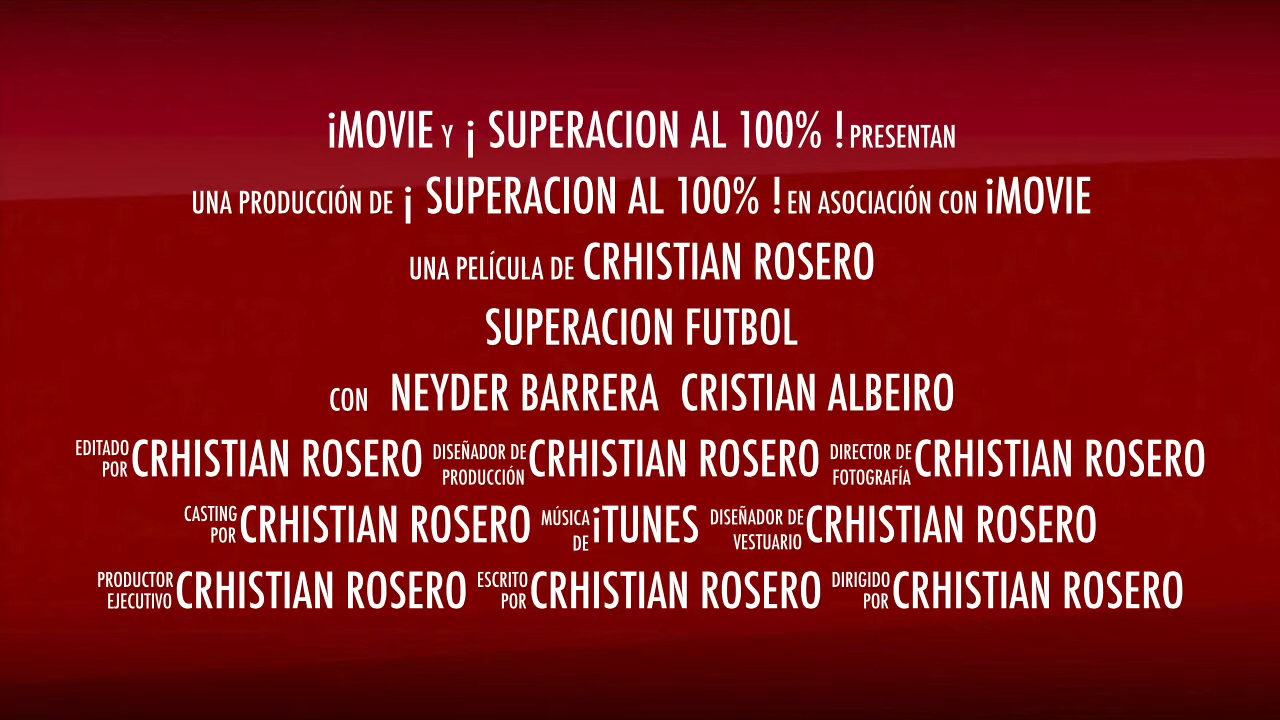 iMOVIE Y ¡ SUPERACION AL 100% ! PRESENTAN
UNA PRODUCCIÓN DE ¡ SUPERACION AL 100% ! EN ASOCIACIÓN CON iMOVIE
UNA PELÍCULA DE CRHISTIAN ROSERO
SUPERACION FUTBOL
CON NEYDER BARRERA CRISTIAN ALBEIRO
EDITADO POR CRHISTIAN ROSERO DISEÑADOR DE PRODUCCIÓN CRHISTIAN ROSERO DIRECTOR DE FOTOGRAFÍA CRHISTIAN ROSERO
CASTING POR CRHISTIAN ROSERO MÚSICA DE iTUNES DISEÑADOR DE VESTUARIO CRHISTIAN ROSERO
PRODUCTOR EJECUTIVO CRHISTIAN ROSERO ESCRITO POR CRHISTIAN ROSERO DIRIGIDO POR CRHISTIAN ROSERO